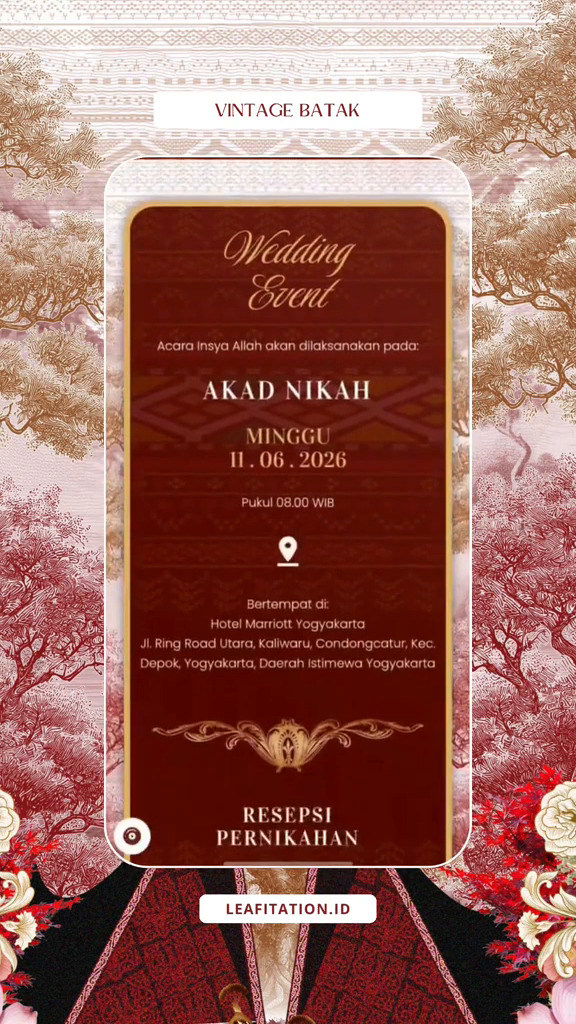 VINTAGE BATAK
Wedding
Event
Acara Insya Allah akan dilaksanakan pada:
AKAD NIKAH
MINGGU
11 . 06 . 2026
Pukul 08.00 WIB
Bertempat di:
Hotel Marriott Yogyakarta
Jl. Ring Road Utara, Kaliwaru, Condongcatur, Kec.
Depok, Yogyakarta, Daerah Istimewa Yogyakarta
RESEPSI
PERNIKAHAN
LEAFITATION.ID